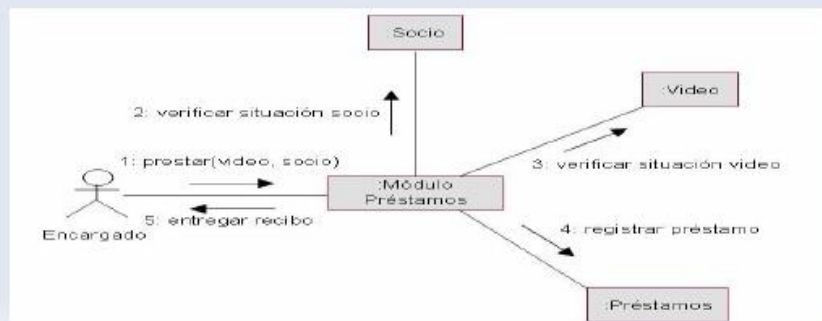 :Socio
2: verificar situación socio
:Video
1: prestar(video, socio)
3: verificar situación video
:Módulo
Préstamos
5: entregar recibo
4: registrar préstamo
Encargado
:Préstamos